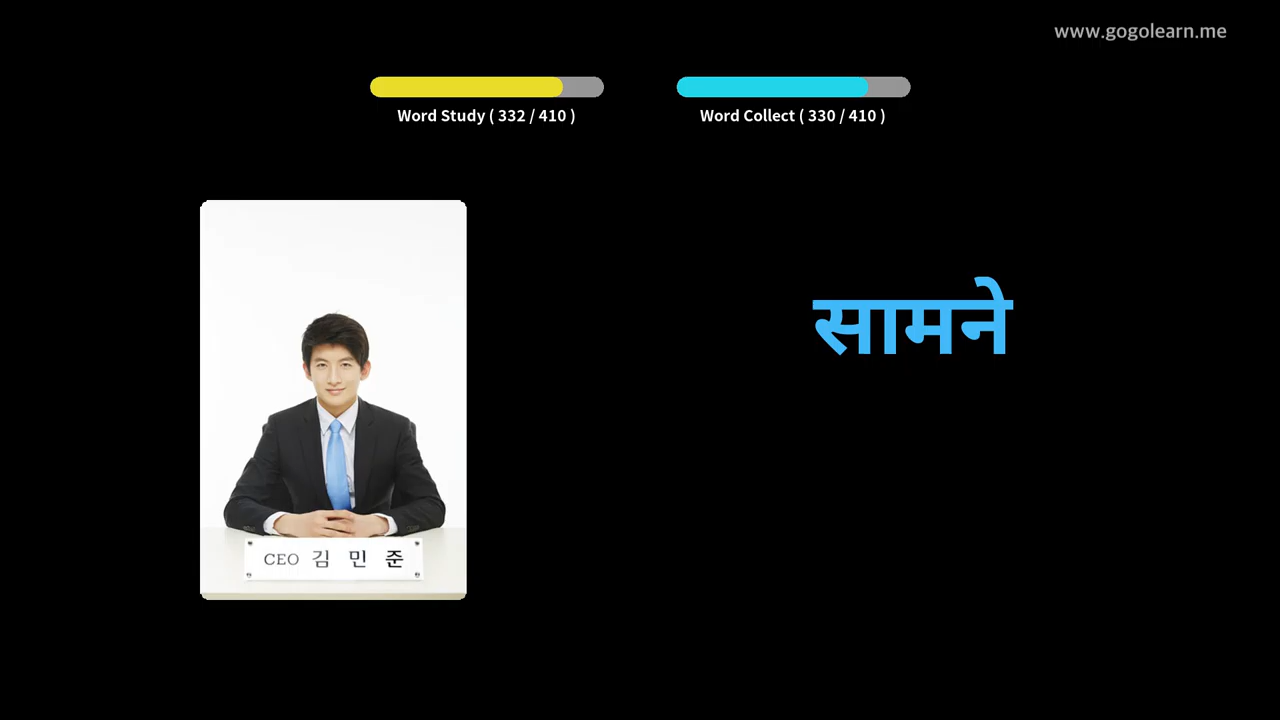 www.gogolearn.me
Word Study ( 332 / 410 )
Word Collect ( 330 / 410 )
सामने
CEO 김 민 준